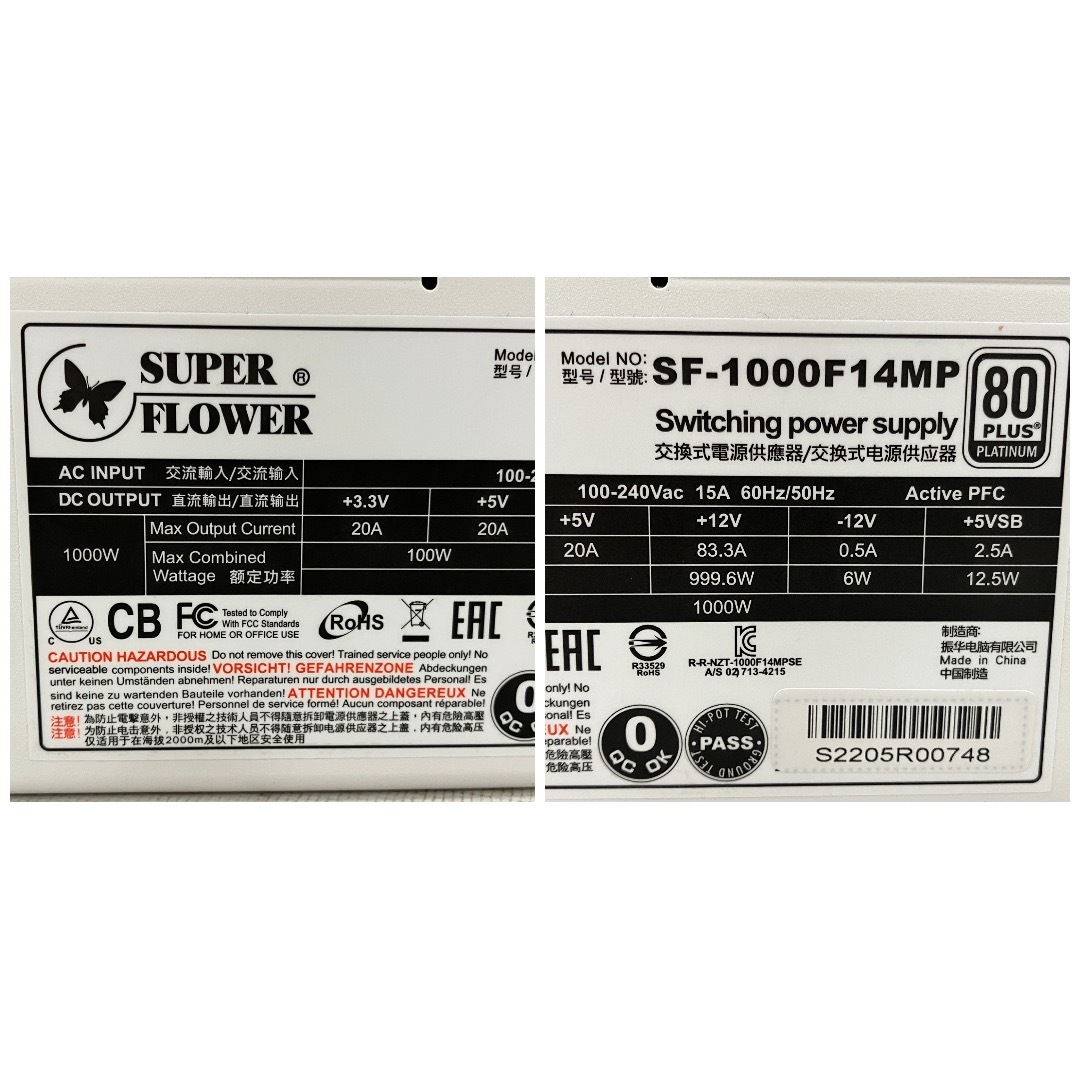 SUPER ®
FLOWER
Mode
型号 /
AC INPUT 交流輸入/交流输入 100-2
DC OUTPUT 直流輸出/直流输出 +3.3V +5V
1000W
Max Output Current 20A 20A
Max Combined
Wattage 额定功率
100W
TÜVRheinland
C US
CB
FC Tested to Comply
With FCC Standards
FOR HOME OR OFFICE USE
RoHS
EAC
CAUTION HAZARDOUS Do not remove this cover! Trained service people only! No
serviceable components inside! VORSICHT! GEFAHRENZONE Abdeckungen
unter keinen Umständen abnehmen! Reparaturen nur durch ausgebildetes Personal! Es
sind keine zu wartenden Bauteile vorhanden! ATTENTION DANGEREUX Ne
retirez pas cette couverture! Personnel de service formé! Aucun composant réparable!
注意! 為防止電擊意外，非授權之技術人員不得隨意拆卸電源供應器之上蓋，內有危險高壓
注意! 为防止电击意外，非授权之技术人员不得随意拆卸电源供应器之上盖，内有危险高压
仅适用于在海拔2000m及以下地区安全使用
0
QC OK
Model NO:
型号 / 型號:
SF-1000F14MP
Switching power supply
交換式電源供應器/交换式电源供应器
80
PLUS®
PLATINUM
100-240Vac 15A 60Hz/50Hz Active PFC
+5V +12V -12V +5VSB
20A 83.3A 0.5A 2.5A
999.6W 6W 12.5W
1000W
EAC
R33529
RoHS
R-R-NZT-1000F14MPSE
A/S 02)713-4215
制造商:
振华电脑有限公司
Made in China
中国制造
only! No
ckungen
onal! Es
EUX Ne
eparable!
危險高壓
危险高压
0
QC OK
HI-POT TEST
·PASS·
GROUND TEST
S2205R00748